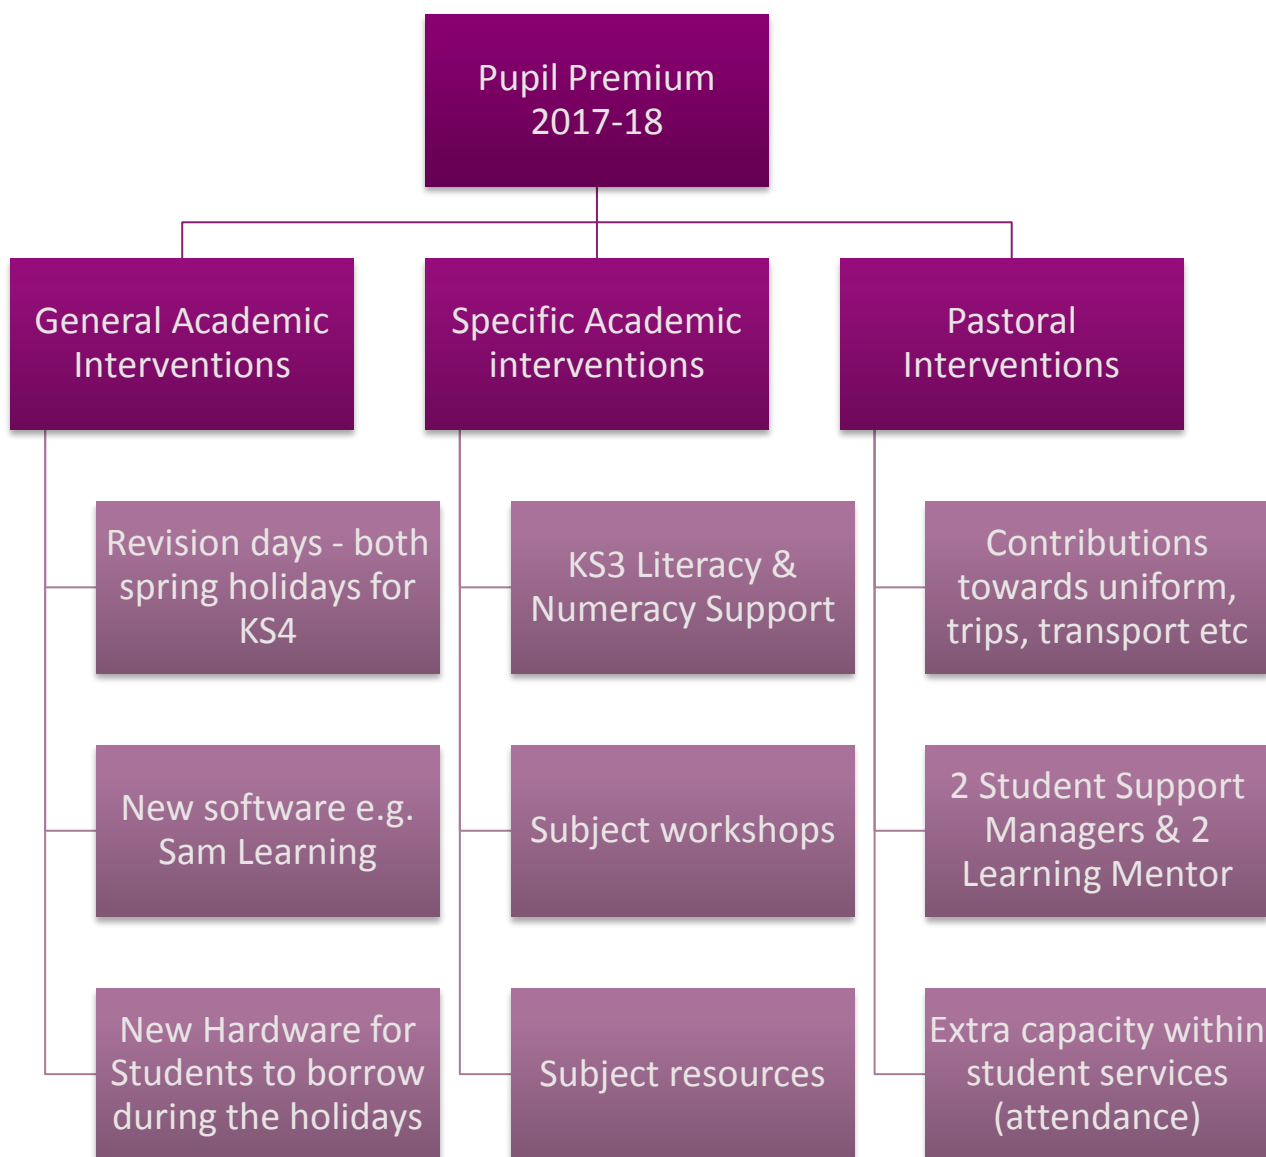 Pupil Premium
2017-18
General Academic
Interventions
Specific Academic
interventions
Pastoral
Interventions
Revision days - both
spring holidays for
KS4
New software e.g.
Sam Learning
New Hardware for
Students to borrow
during the holidays
KS3 Literacy &
Numeracy Support
Subject workshops
Subject resources
Contributions
towards uniform,
trips, transport etc
2 Student Support
Managers & 2
Learning Mentor
Extra capacity within
student services
(attendance)